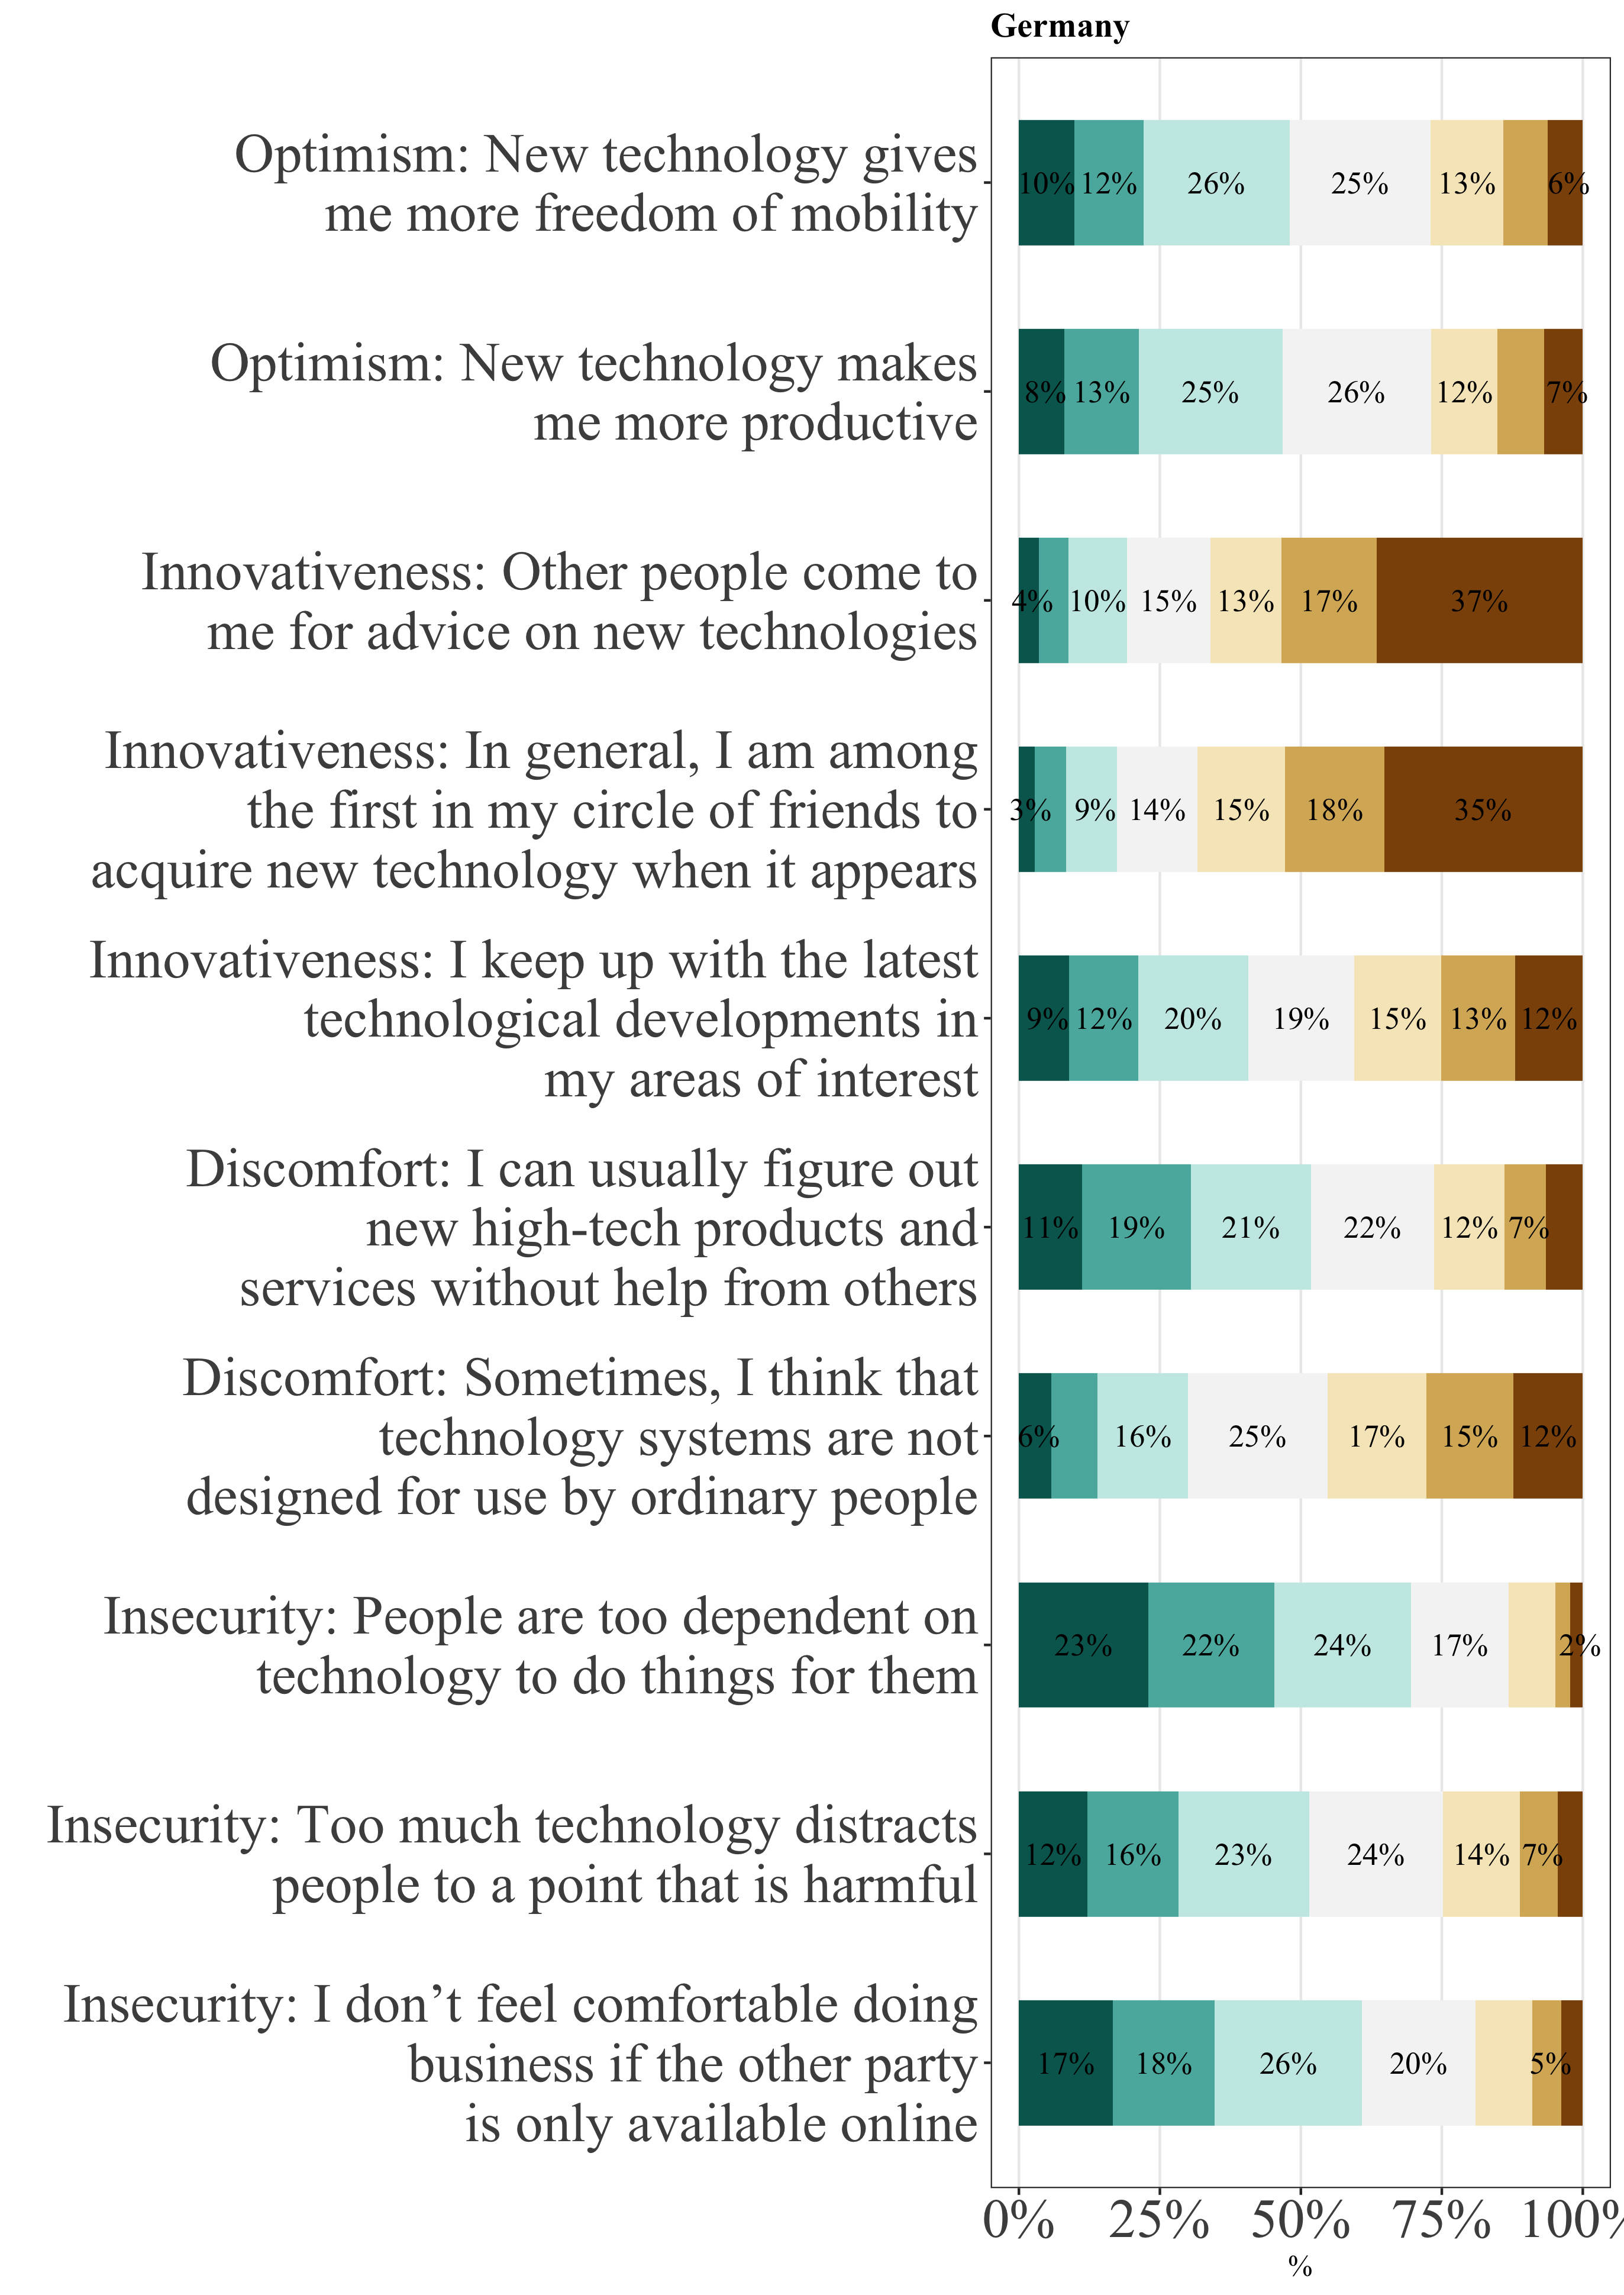 Germany
Optimism: New technology gives
me more freedom of mobility
10% 12% 26% 25% 13% 6%
Optimism: New technology makes
me more productive
8% 13% 25% 26% 12% 7%
Innovativeness: Other people come to
me for advice on new technologies
4% 10% 15% 13% 17% 37%
Innovativeness: In general, I am among
the first in my circle of friends to
acquire new technology when it appears
3% 9% 14% 15% 18% 35%
Innovativeness: I keep up with the latest
technological developments in
my areas of interest
9% 12% 20% 19% 15% 13% 12%
Discomfort: I can usually figure out
new high-tech products and
services without help from others
11% 19% 21% 22% 12% 7%
Discomfort: Sometimes, I think that
technology systems are not
designed for use by ordinary people
6% 16% 25% 17% 15% 12%
Insecurity: People are too dependent on
technology to do things for them
23% 22% 24% 17% 2%
Insecurity: Too much technology distracts
people to a point that is harmful
12% 16% 23% 24% 14% 7%
Insecurity: I don’t feel comfortable doing
business if the other party
is only available online
17% 18% 26% 20% 5%
0% 25% 50% 75% 100%
%